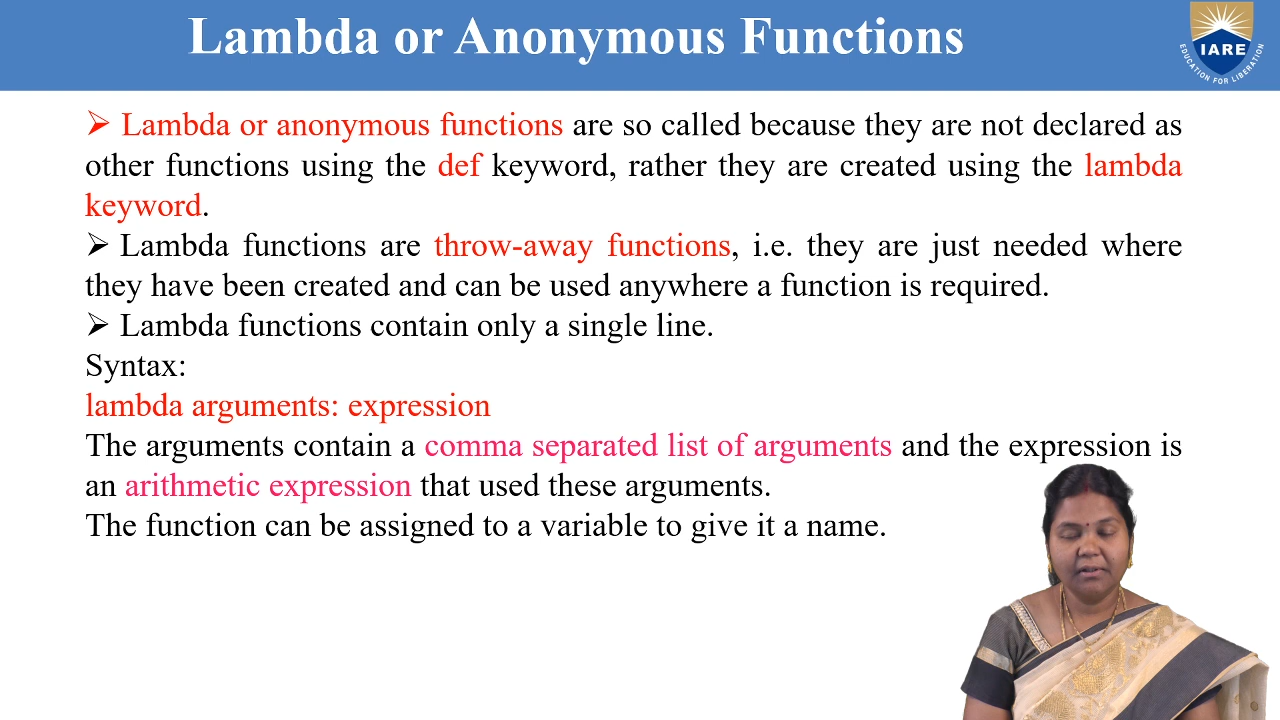 Lambda or Anonymous Functions
IARE
EDUCATION FOR LIBERATION
➢ Lambda or anonymous functions are so called because they are not declared as
other functions using the def keyword, rather they are created using the lambda
keyword.
➢ Lambda functions are throw-away functions, i.e. they are just needed where
they have been created and can be used anywhere a function is required.
➢ Lambda functions contain only a single line.
Syntax:
lambda arguments: expression
The arguments contain a comma separated list of arguments and the expression is
an arithmetic expression that used these arguments.
The function can be assigned to a variable to give it a name.